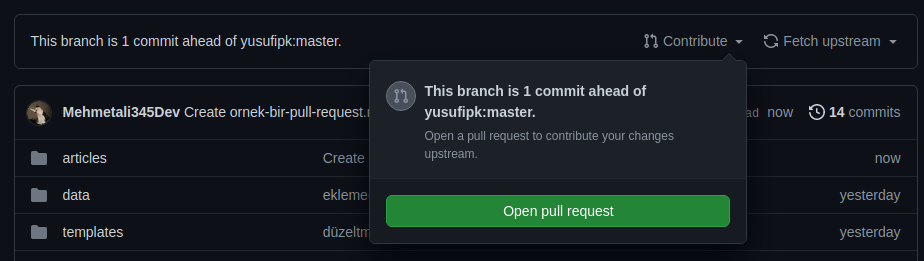 This branch is 1 commit ahead of yusufipk:master.
Contribute
Fetch upstream
This branch is 1 commit ahead of
yusufipk:master.
Open a pull request to contribute your changes
upstream.
Open pull request
Mehmetali345Dev Create ornek-bir-pull-request.
ad now 14 commits
articles Create now
data ekleme yesterday
templates düzeltm yesterday